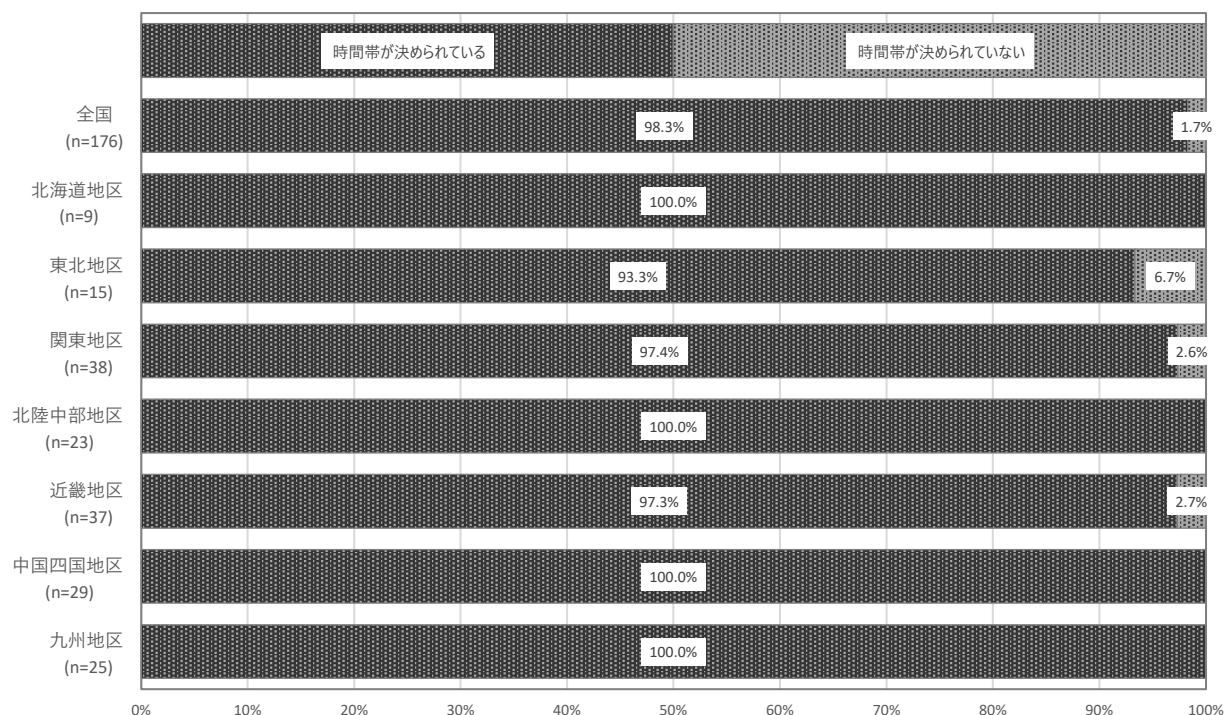 時間帯が決められている 時間帯が決められていない
全国
(n=176)
98.3% 1.7%
北海道地区
(n=9)
100.0%
東北地区
(n=15)
93.3% 6.7%
関東地区
(n=38)
97.4% 2.6%
北陸中部地区
(n=23)
100.0%
近畿地区
(n=37)
97.3% 2.7%
中国四国地区
(n=29)
100.0%
九州地区
(n=25)
100.0%
0% 10% 20% 30% 40% 50% 60% 70% 80% 90% 100%